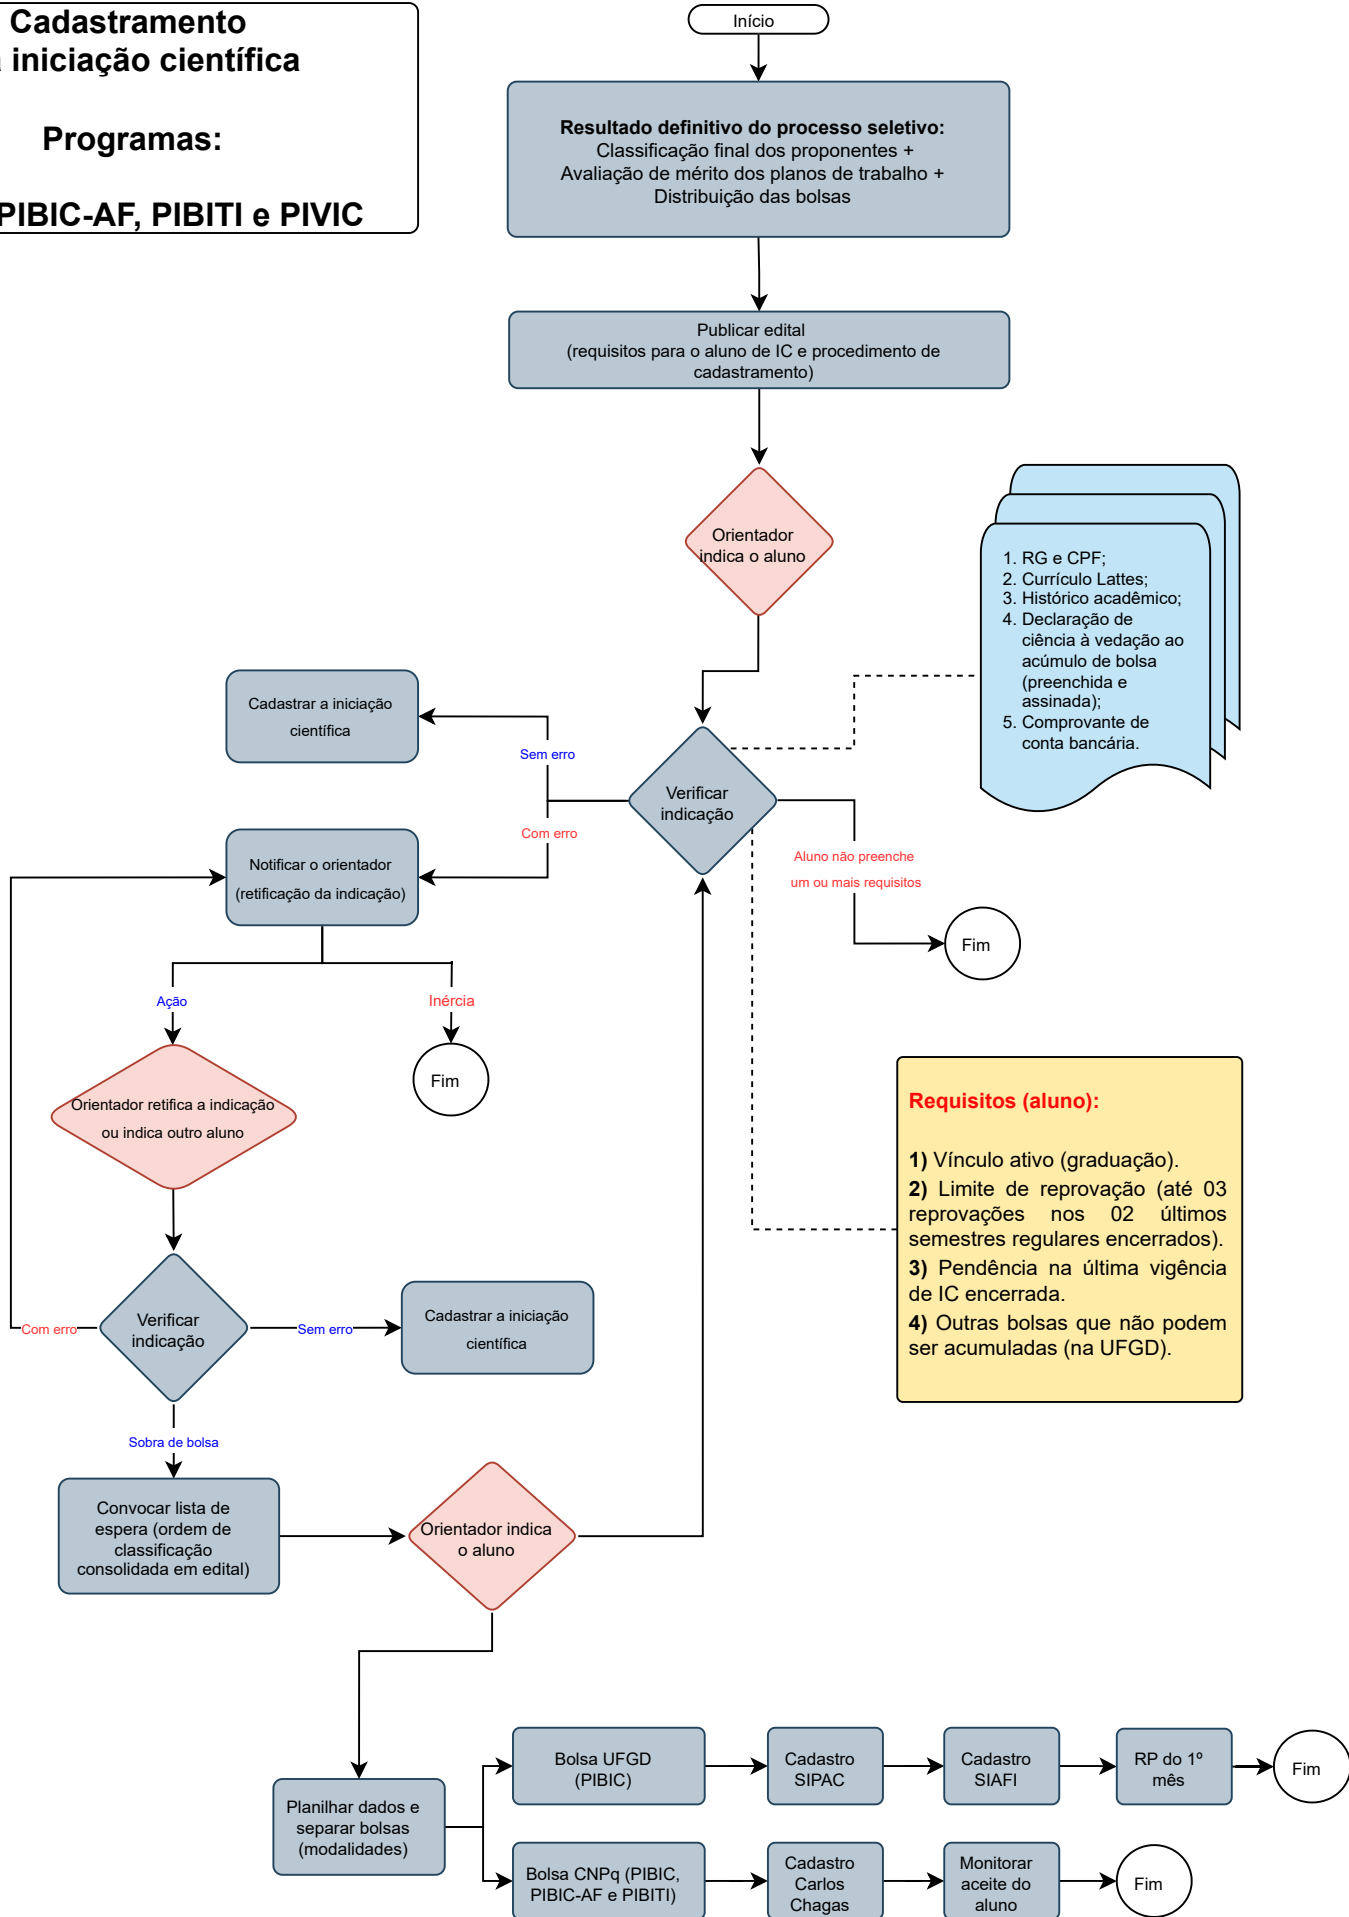 Cadastramento
iniciação científica
Programas:
PIBIC-AF, PIBITI e PIVIC
Início
Resultado definitivo do processo seletivo:
Classificação final dos proponentes +
Avaliação de mérito dos planos de trabalho +
Distribuição das bolsas
Publicar edital
(requisitos para o aluno de IC e procedimento de
cadastramento)
Orientador
indica o aluno
1. RG e CPF;
2. Currículo Lattes;
3. Histórico acadêmico;
4. Declaração de
ciência à vedação ao
acúmulo de bolsa
(preenchida e
assinada);
5. Comprovante de
conta bancária.
Cadastrar a iniciação
científica
Sem erro
Verificar
indicação
Com erro
Notificar o orientador
(retificação da indicação)
Aluno não preenche
um ou mais requisitos
Fim
Ação
Inércia
Fim
Orientador retifica a indicação
ou indica outro aluno
Requisitos (aluno):
1) Vínculo ativo (graduação).
2) Limite de reprovação (até 03
reprovações nos 02 últimos
semestres regulares encerrados).
3) Pendência na última vigência
de IC encerrada.
4) Outras bolsas que não podem
ser acumuladas (na UFGD).
Com erro
Verificar
indicação
Sem erro
Cadastrar a iniciação
científica
Sobra de bolsa
Convocar lista de
espera (ordem de
classificação
consolidada em edital)
Orientador indica
o aluno
Planilhar dados e
separar bolsas
(modalidades)
Bolsa UFGD
(PIBIC)
Cadastro
SIPAC
Cadastro
SIAFI
RP do 1º
mês
Fim
Bolsa CNPq (PIBIC,
PIBIC-AF e PIBITI)
Cadastro
Carlos
Chagas
Monitorar
aceite do
aluno
Fim